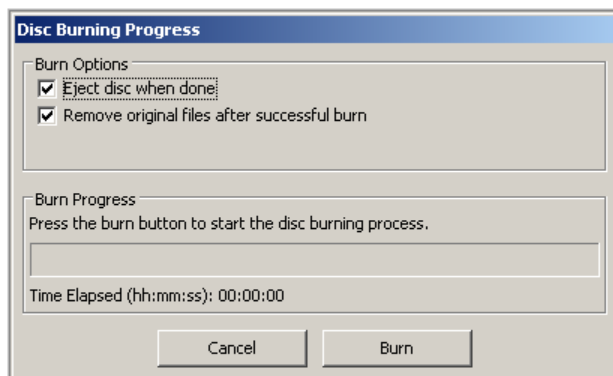 Disc Burning Progress
Burn Options
Eject disc when done
Remove original files after successful burn
Burn Progress
Press the burn button to start the disc burning process.
Time Elapsed (hh:mm:ss): 00:00:00
Cancel
Burn